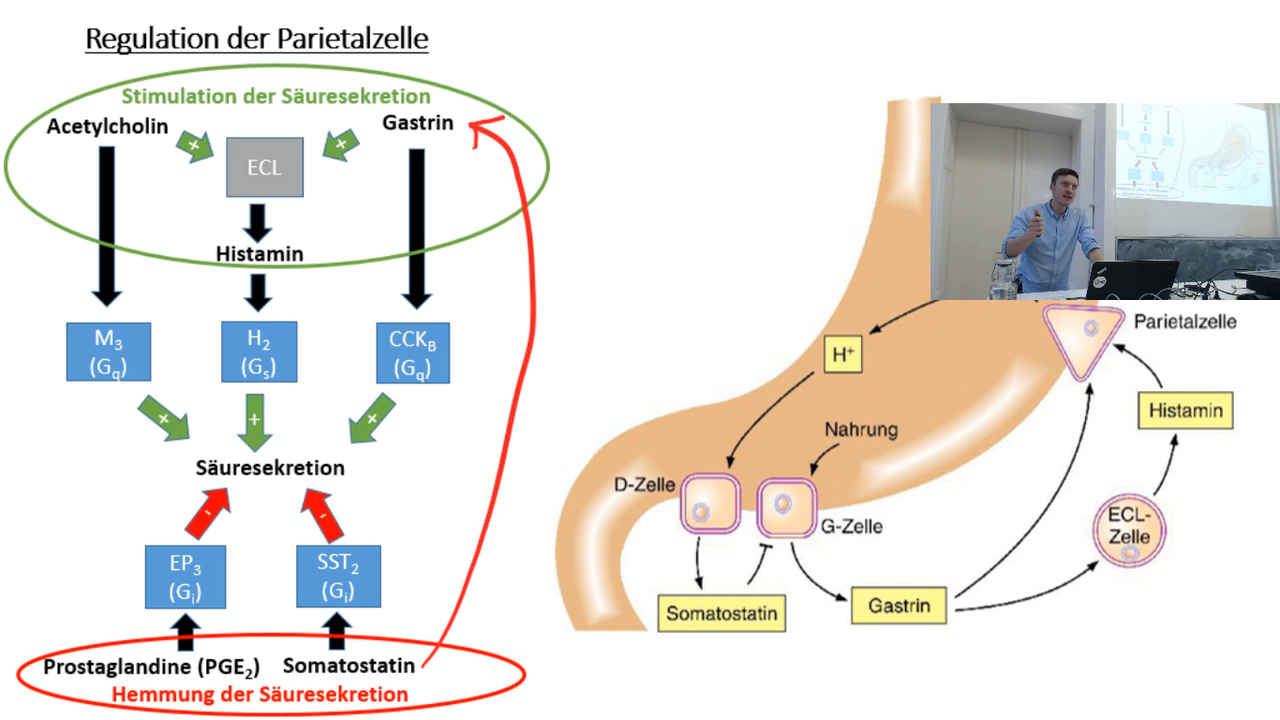 Regulation der Parietalzelle
Stimulation der Säuresekretion
Acetylcholin
+
+
Gastrin
ECL
Histamin
M₃
(Gq)
H₂
(Gₛ)
CCK_B
(Gq)
+
+
+
Säuresekretion
-
-
EP₃
(Gᵢ)
SST₂
(Gᵢ)
Prostaglandine (PGE₂)
Somatostatin
Hemmung der Säuresekretion
Parietalzelle
H⁺
Histamin
Nahrung
D-Zelle
G-Zelle
ECL-
Zelle
Somatostatin
Gastrin